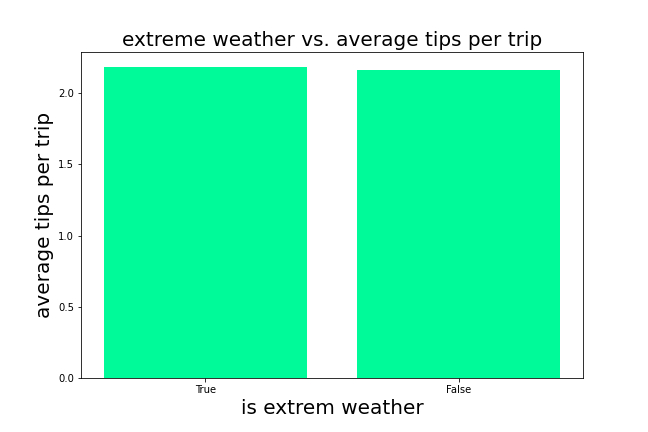 extreme weather vs. average tips per trip
average tips per trip
2.0
1.5
1.0
0.5
0.0
True False
is extrem weather